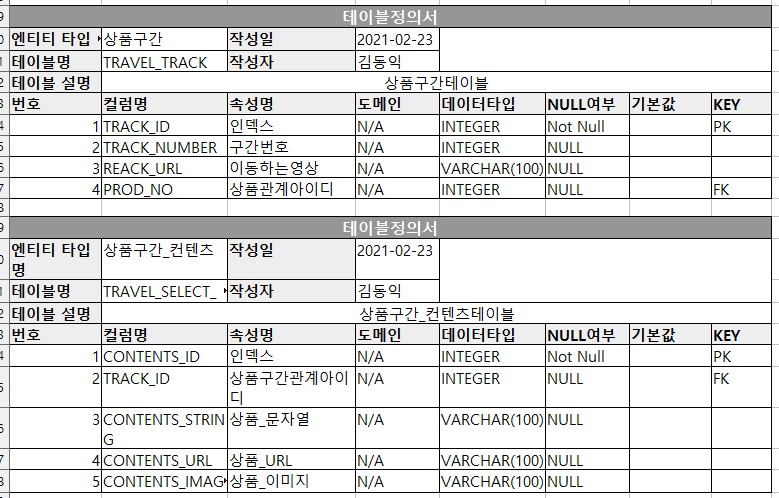 테이블정의서
엔티티 타입 상품구간 작성일 2021-02-23
테이블명 TRAVEL_TRACK 작성자 김동익
테이블 설명 상품구간테이블
번호 컬럼명 속성명 도메인 데이터타입 NULL여부 기본값 KEY
1 TRACK_ID 인덱스 N/A INTEGER Not Null PK
2 TRACK_NUMBER 구간번호 N/A INTEGER NULL
3 REACK_URL 이동하는영상 N/A VARCHAR(100) NULL
4 PROD_NO 상품관계아이디 N/A INTEGER NULL FK
테이블정의서
엔티티 타입 상품구간_컨텐츠 작성일 2021-02-23
명
테이블명 TRAVEL_SELECT_ 작성자 김동익
테이블 설명 상품구간_컨텐츠테이블
번호 컬럼명 속성명 도메인 데이터타입 NULL여부 기본값 KEY
1 CONTENTS_ID 인덱스 N/A INTEGER Not Null PK
2 TRACK_ID 상품구간관계아이 N/A INTEGER NULL FK
디
3 CONTENTS_STRIN 상품_문자열 N/A VARCHAR(100) NULL
G
4 CONTENTS_URL 상품_URL N/A VARCHAR(100) NULL
5 CONTENTS_IMAG 상품_이미지 N/A VARCHAR(100) NULL